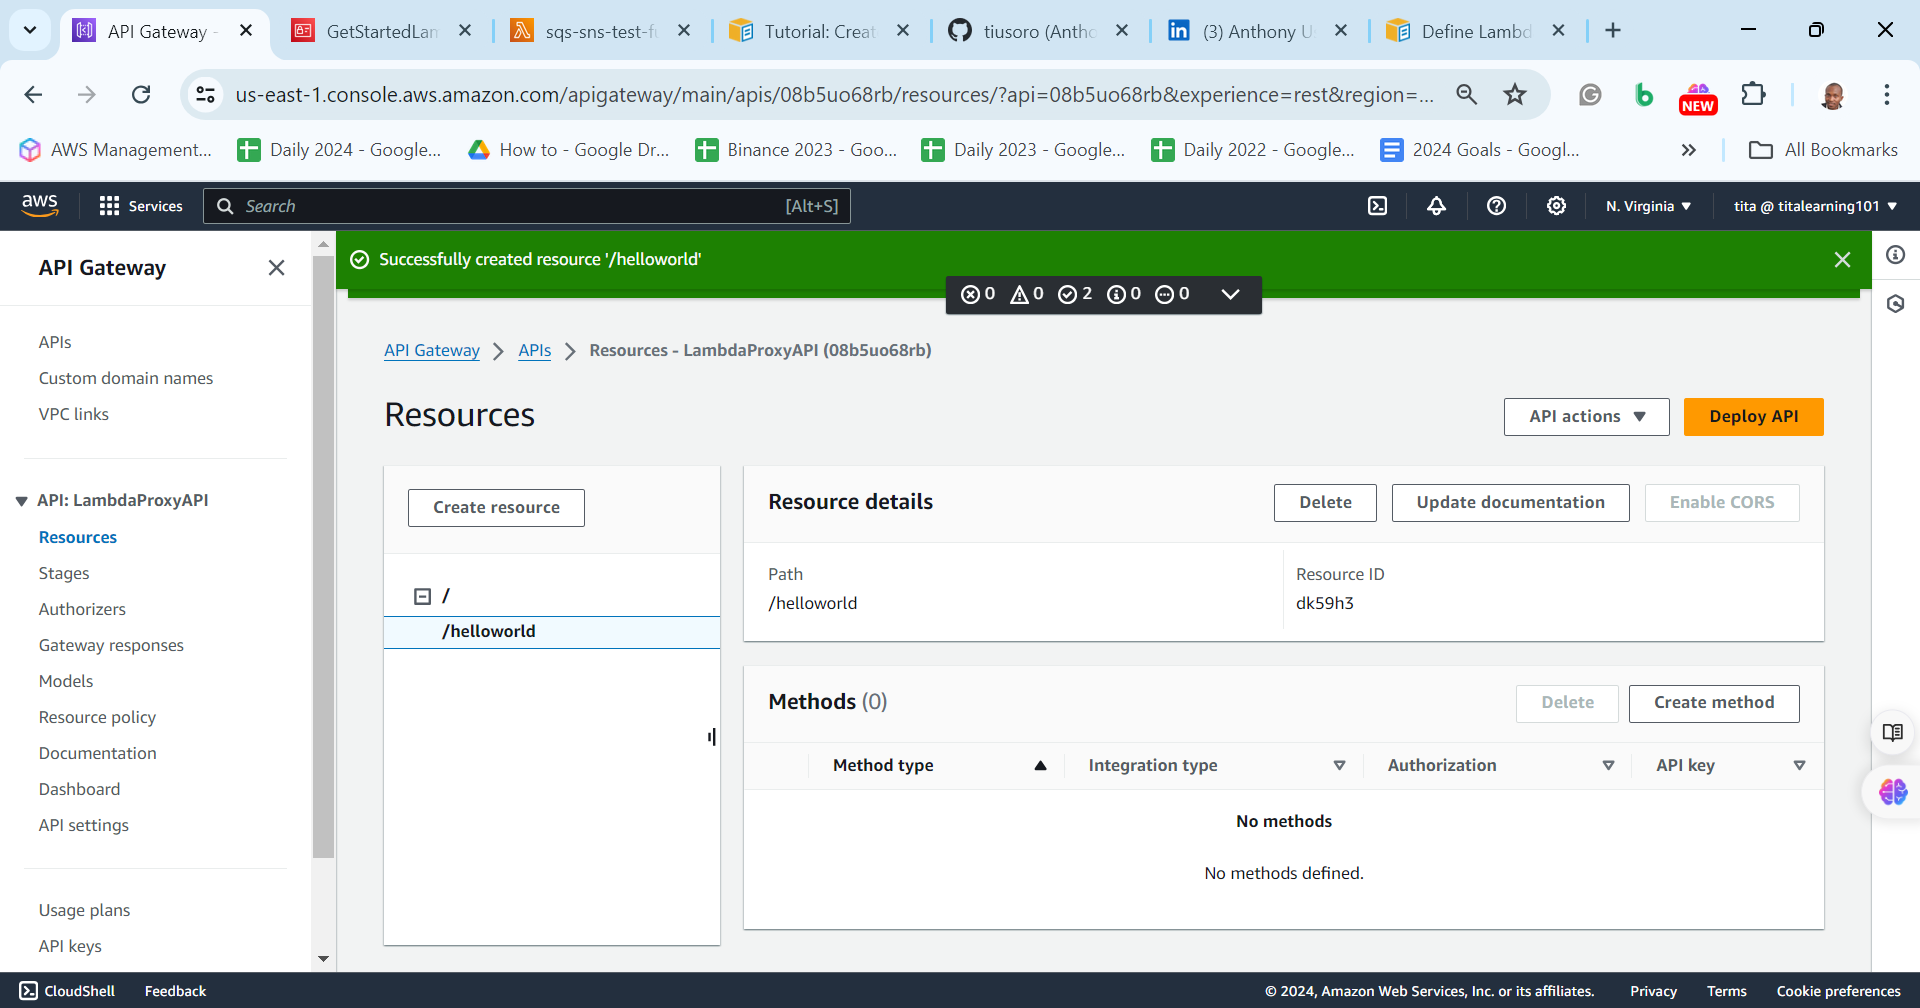 API Gateway -
GetStartedLam
sqs-sns-test-fu
Tutorial: Creat
tiusoro (Antho
(3) Anthony U
Define Lambd
us-east-1.console.aws.amazon.com/apigateway/main/apis/08b5uo68rb/resources/?api=08b5uo68rb&experience=rest&region=...
NEW
AWS Management...
Daily 2024 - Google...
How to - Google Dr...
Binance 2023 - Goo...
Daily 2023 - Google...
Daily 2022 - Google...
2024 Goals - Googl...
All Bookmarks
aws
Services
Search
[Alt+S]
N. Virginia
tita @ titalearning101
API Gateway
APIs
Custom domain names
VPC links
API: LambdaProxyAPI
Resources
Stages
Authorizers
Gateway responses
Models
Resource policy
Documentation
Dashboard
API settings
Usage plans
API keys
Successfully created resource '/helloworld'
0 0 2 0 0
API Gateway APIs Resources - LambdaProxyAPI (08b5uo68rb)
Resources
API actions
Deploy API
Create resource
/
/helloworld
Resource details
Delete
Update documentation
Enable CORS
Path
/helloworld
Resource ID
dk59h3
Methods (0)
Delete
Create method
Method type
Integration type
Authorization
API key
No methods
No methods defined.
CloudShell
Feedback
© 2024, Amazon Web Services, Inc. or its affiliates.
Privacy
Terms
Cookie preferences